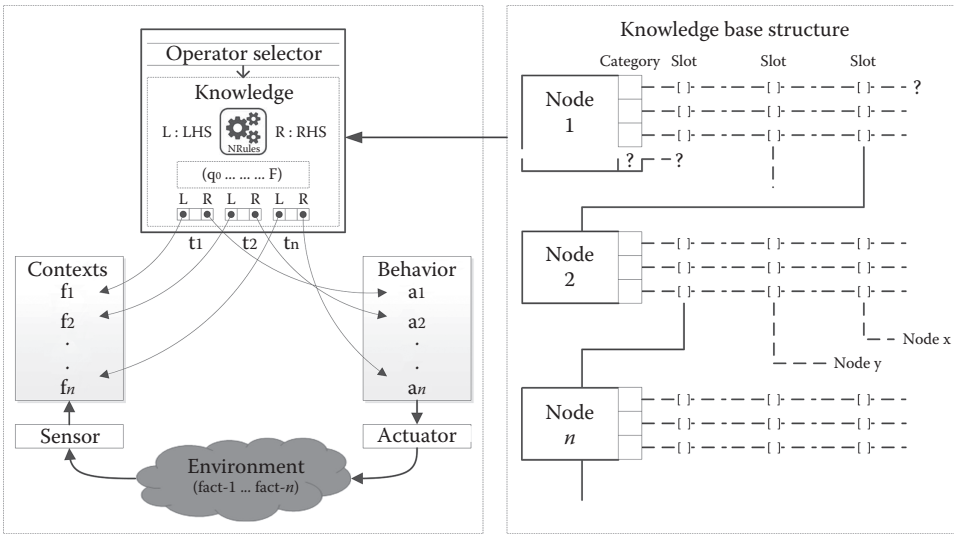 Operator selector
Knowledge
L : LHS
NRules
R : RHS
(q0 ... ... ... F)
L R L R L R
t1 t2 tn
Contexts
f1
f2
.
.
fn
Behavior
a1
a2
.
.
an
Sensor
Actuator
Environment
(fact-1 ... fact-n)
Knowledge base structure
Category Slot Slot Slot
Node
1
[ ] [ ] [ ] ?
[ ] [ ] [ ]
[ ] [ ] [ ]
? ?
Node
2
[ ] [ ] [ ]
[ ] [ ] [ ]
[ ] [ ] [ ]
Node x
Node y
Node
n
[ ] [ ] [ ]
[ ] [ ] [ ]
[ ] [ ] [ ]